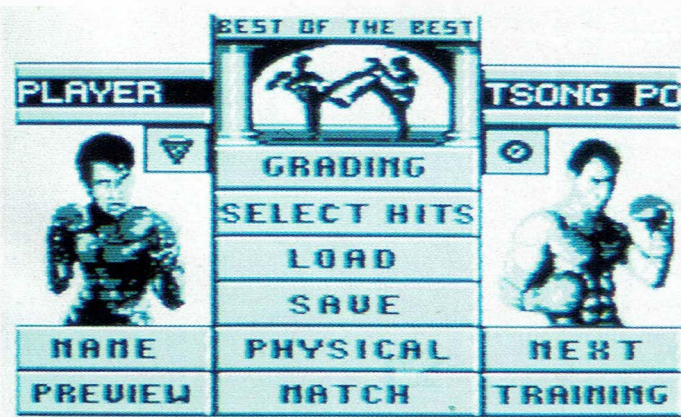 BEST OF THE BEST
PLAYER
TSONG PO
GRADING
SELECT HITS
LOAD
SAVE
NAME
PHYSICAL
NEXT
PREVIEW
MATCH
TRAINING